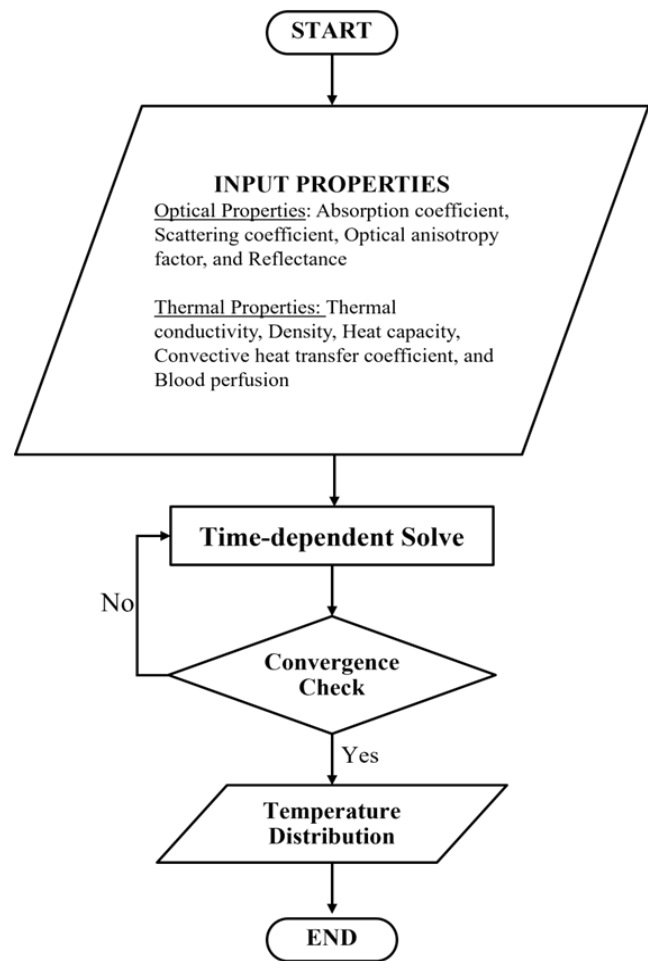 START
INPUT PROPERTIES
Optical Properties: Absorption coefficient,
Scattering coefficient, Optical anisotropy
factor, and Reflectance
Thermal Properties: Thermal
conductivity, Density, Heat capacity,
Convective heat transfer coefficient, and
Blood perfusion
Time-dependent Solve
No
Convergence
Check
Yes
Temperature
Distribution
END